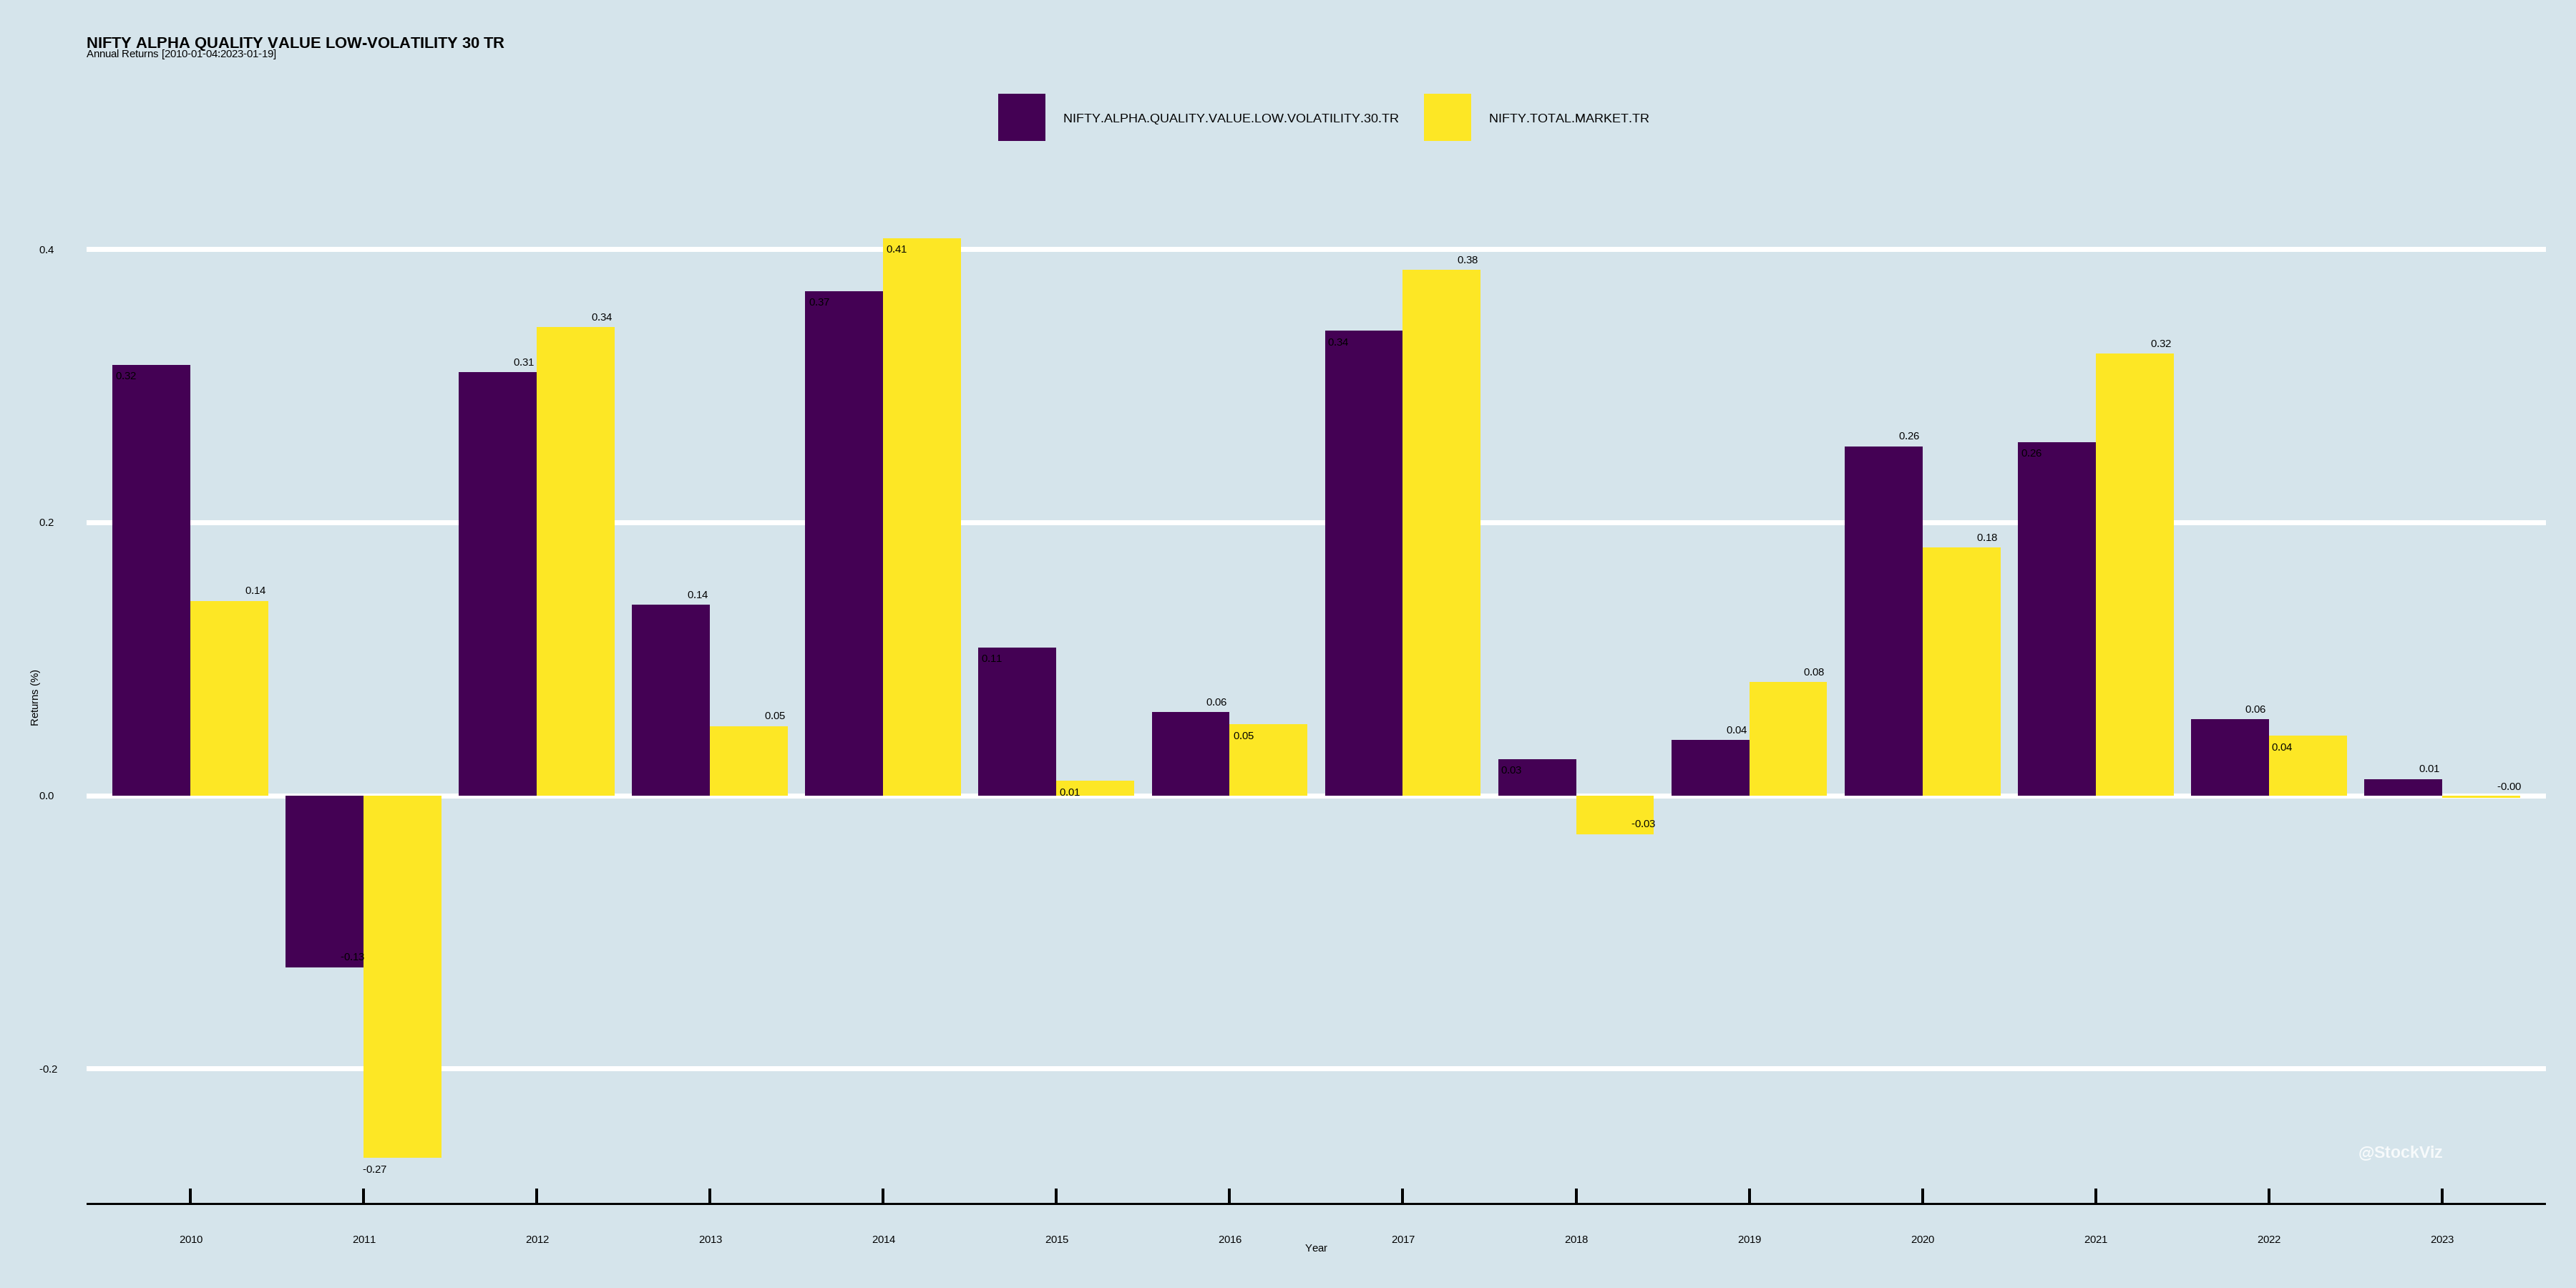 NIFTY ALPHA QUALITY VALUE LOW-VOLATILITY 30 TR
Annual Returns [2010-01-04:2023-01-19]
NIFTY.ALPHA.QUALITY.VALUE.LOW.VOLATILITY.30.TR NIFTY.TOTAL.MARKET.TR
0.4
0.2
0.0
-0.2
Returns (%)
0.32 0.14
-0.13 -0.27
0.31 0.34
0.14 0.05
0.37 0.41
0.11 0.01
0.06 0.05
0.34 0.38
0.03 -0.03
0.04 0.08
0.26 0.18
0.26 0.32
0.06 0.04
0.01 -0.00
@StockViz
2010 2011 2012 2013 2014 2015 2016 2017 2018 2019 2020 2021 2022 2023
Year